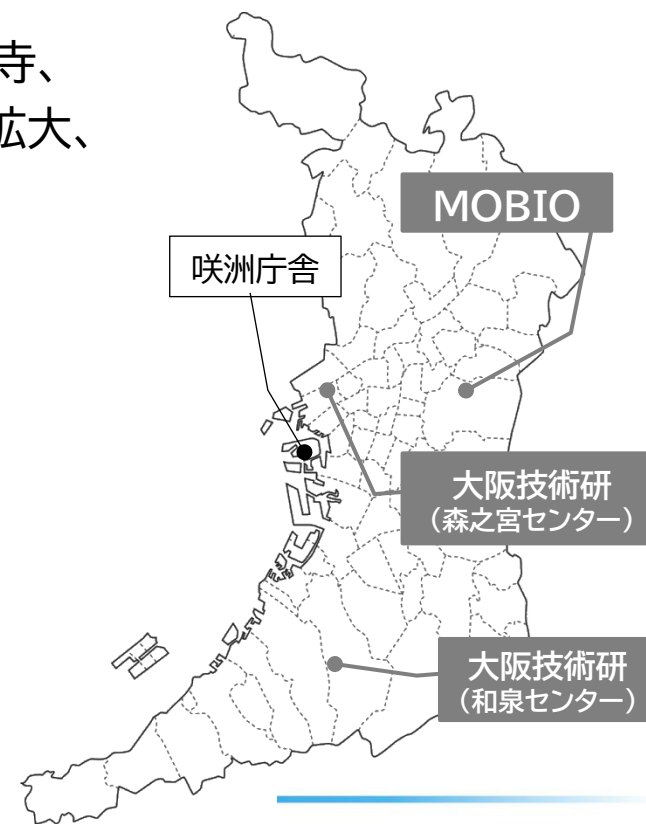 寺、
拡大、
MOBIO
咲洲庁舎
大阪技術研
（森之宮センター）
大阪技術研
（和泉センター）